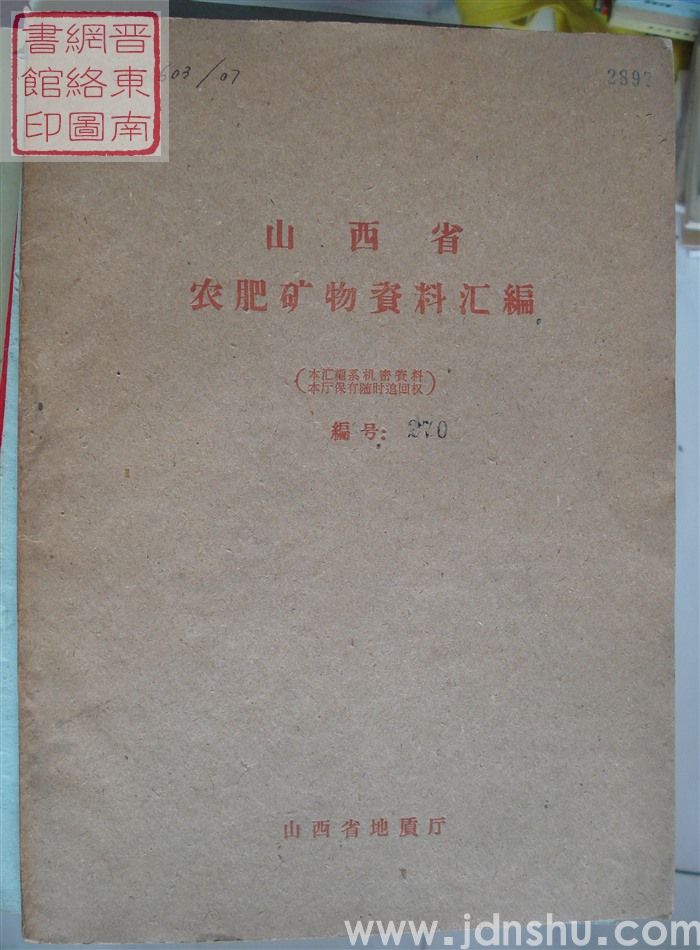 晋東南
網絡圖
書館印
603/07
2892
山西省
农肥矿物資料汇編
(本汇編系机密資料
本厅保有随时追回权)
編号: 270
山西省地质厅
www.jdnshu.com